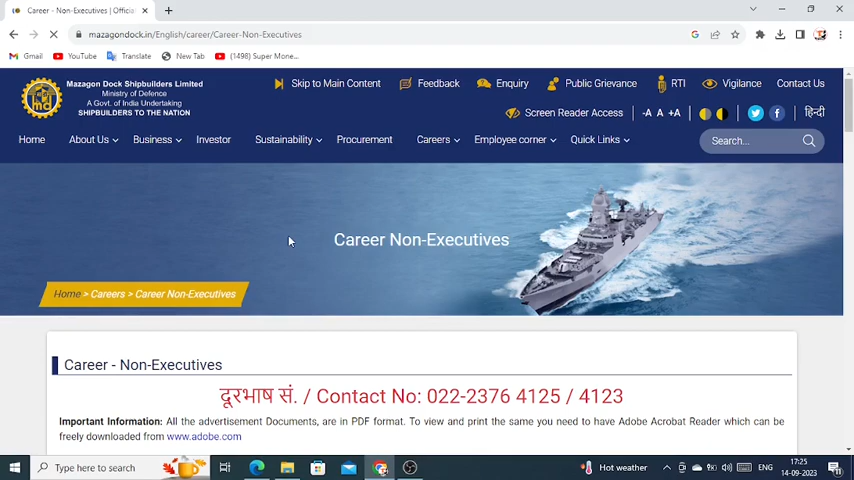 Career - Non-Executives | Officia
mazagondock.in/English/career/Career-Non-Executives
Gmail YouTube Translate New Tab (1498) Super Mone...
Mazagon Dock Shipbuilders Limited
Ministry of Defence
A Govt. of India Undertaking
SHIPBUILDERS TO THE NATION
Skip to Main Content Feedback Enquiry Public Grievance RTI Vigilance Contact Us
Screen Reader Access -A A +A हिन्दी
Home About Us Business Investor Sustainability Procurement Careers Employee corner Quick Links Search...
Career Non-Executives
Home > Careers > Career Non-Executives
Career - Non-Executives
दूरभाष सं. / Contact No: 022-2376 4125 / 4123
Important Information: All the advertisement Documents, are in PDF format. To view and print the same you need to have Adobe Acrobat Reader which can be
freely downloaded from www.adobe.com
Type here to search
Hot weather ENG 17:25
14-09-2023